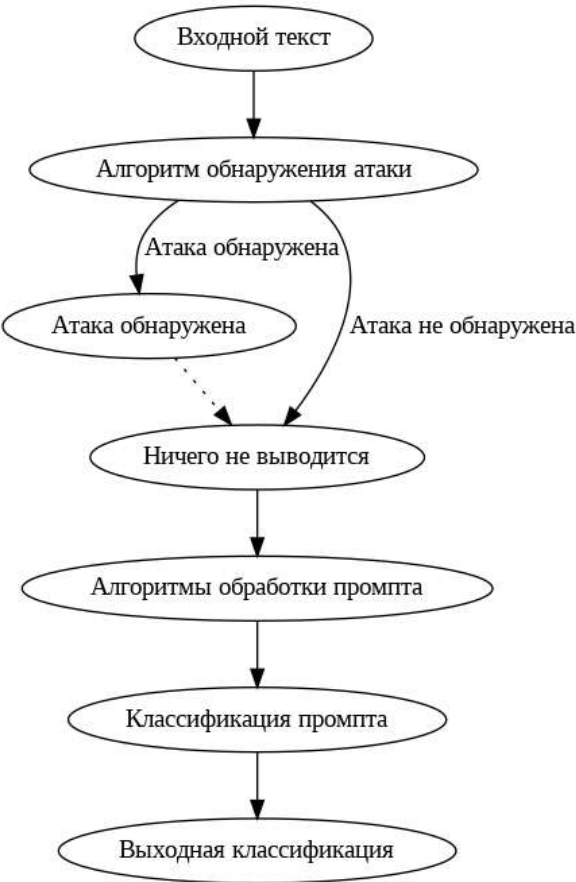 Входной текст
Алгоритм обнаружения атаки
Атака обнаружена
Атака обнаружена
Атака не обнаружена
Ничего не выводится
Алгоритмы обработки промпта
Классификация промпта
Выходная классификация